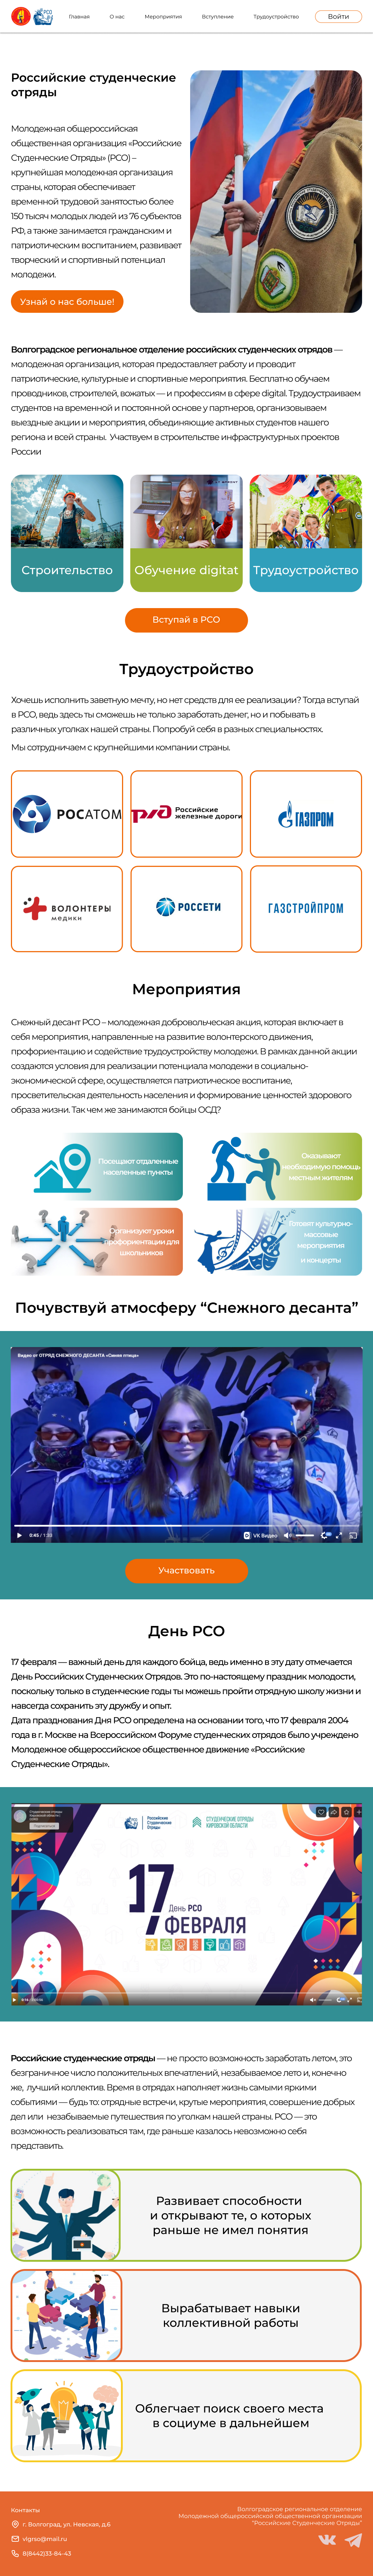 РСО
Главная
О нас
Мероприятия
Вступление
Трудоустройство
Войти
Российские студенческие
отряды
Молодежная общероссийская
общественная организация «Российские
Студенческие Отряды» (РСО) –
крупнейшая молодежная организация
страны, которая обеспечивает
временной трудовой занятостью более
150 тысяч молодых людей из 76 субъектов
РФ, а также занимается гражданским и
патриотическим воспитанием, развивает
творческий и спортивный потенциал
молодежи.
Узнай о нас больше!
Волгоградское региональное отделение российских студенческих отрядов —
молодежная организация, которая предоставляет работу и проводит
патриотические, культурные и спортивные мероприятия. Бесплатно обучаем
проводников, строителей, вожатых — и профессиям в сфере digital. Трудоустраиваем
студентов на временной и постоянной основе у партнеров, организовываем
выездные акции и мероприятия, объединяющие активных студентов нашего
региона и всей страны. Участвуем в строительстве инфраструктурных проектов
России
Строительство
Обучение digitat
Трудоустройство
Вступай в РСО
Трудоустройство
Хочешь исполнить заветную мечту, но нет средств для ее реализации? Тогда вступай
в РСО, ведь здесь ты сможешь не только заработать денег, но и побывать в
различных уголках нашей страны. Попробуй себя в разных специальностях.
Мы сотрудничаем с крупнейшими компании страны.
РОСАТОМ
Российские
железные дороги
ГАЗПРОМ
ВОЛОНТЕРЫ
медики
РОССЕТИ
ГАЗСТРОЙПРОМ
Мероприятия
Снежный десант РСО – молодежная добровольческая акция, которая включает в
себя мероприятия, направленные на развитие волонтерского движения,
профориентацию и содействие трудоустройству молодежи. В рамках данной акции
создаются условия для реализации потенциала молодежи в социально-
экономической сфере, осуществляется патриотическое воспитание,
просветительская деятельность населения и формирование ценностей здорового
образа жизни. Так чем же занимаются бойцы ОСД?
Посещают отдаленные
населенные пункты
Оказывают
необходимую помощь
местным жителям
Организуют уроки
профориентации для
школьников
Готовят культурно-
массовые
мероприятия
и концерты
Почувствуй атмосферу “Снежного десанта”
Видео от ОТРЯД СНЕЖНОГО ДЕСАНТА «Синяя птица»
0:45 / 1:33
VK Видео
Участвовать
День РСО
17 февраля — важный день для каждого бойца, ведь именно в эту дату отмечается
День Российских Студенческих Отрядов. Это по-настоящему праздник молодости,
поскольку только в студенческие годы ты можешь пройти отрядную школу жизни и
навсегда сохранить эту дружбу и опыт.
Дата празднования Дня РСО определена на основании того, что 17 февраля 2004
года в г. Москве на Всероссийском Форуме студенческих отрядов было учреждено
Молодежное общероссийское общественное движение «Российские
Студенческие Отряды».
Российские
Студенческие
Отряды
СТУДЕНЧЕСКИЕ ОТРЯДЫ
КИРОВСКОЙ ОБЛАСТИ
17
День РСО
ФЕВРАЛЯ
Российские студенческие отряды — не просто возможность заработать летом, это
безграничное число положительных впечатлений, незабываемое лето и, конечно
же, лучший коллектив. Время в отрядах наполняет жизнь самыми яркими
событиями — будь то: отрядные встречи, крутые мероприятия, совершение добрых
дел или незабываемые путешествия по уголкам нашей страны. РСО — это
возможность реализоваться там, где раньше казалось невозможно себя
представить.
Развивает способности
и открывают те, о которых
раньше не имел понятия
Вырабатывает навыки
коллективной работы
Облегчает поиск своего места
в социуме в дальнейшем
Контакты
г. Волгоград, ул. Невская, д.6
vlgrso@mail.ru
8(8442)33-84-43
Волгоградское региональное отделение
Молодежной общероссийской общественной организации
“Российские Студенческие Отряды”